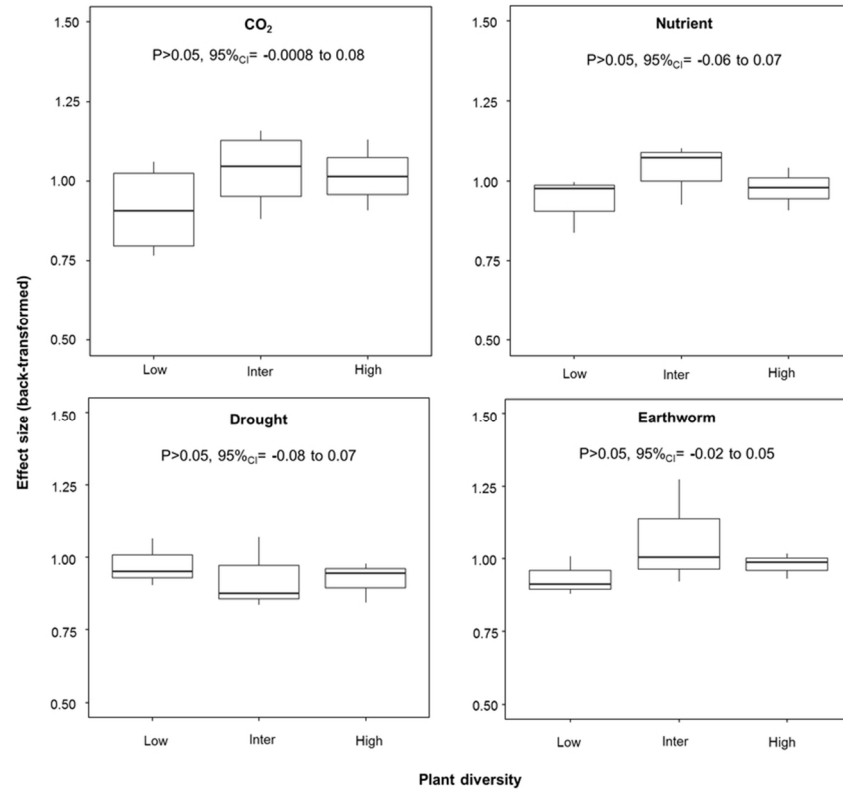 CO₂
P>0.05, 95%CI= -0.0008 to 0.08
1.50
1.25
1.00
0.75
0.50
Low Inter High
Nutrient
P>0.05, 95%CI= -0.06 to 0.07
1.50
1.25
1.00
0.75
0.50
Low Inter High
Effect size (back-transformed)
Drought
P>0.05, 95%CI= -0.08 to 0.07
1.50
1.25
1.00
0.75
0.50
Low Inter High
Earthworm
P>0.05, 95%CI= -0.02 to 0.05
1.50
1.25
1.00
0.75
0.50
Low Inter High
Plant diversity